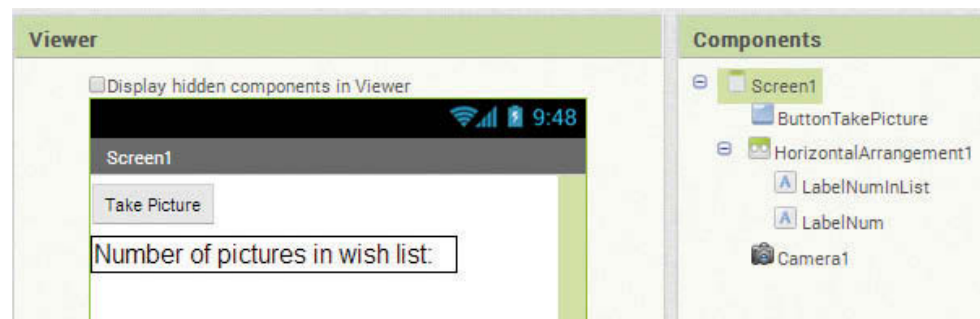 Viewer
Display hidden components in Viewer
9:48
Screen1
Take Picture
Number of pictures in wish list:
Components
Screen1
ButtonTakePicture
HorizontalArrangement1
A LabelNumInList
A LabelNum
Camera1